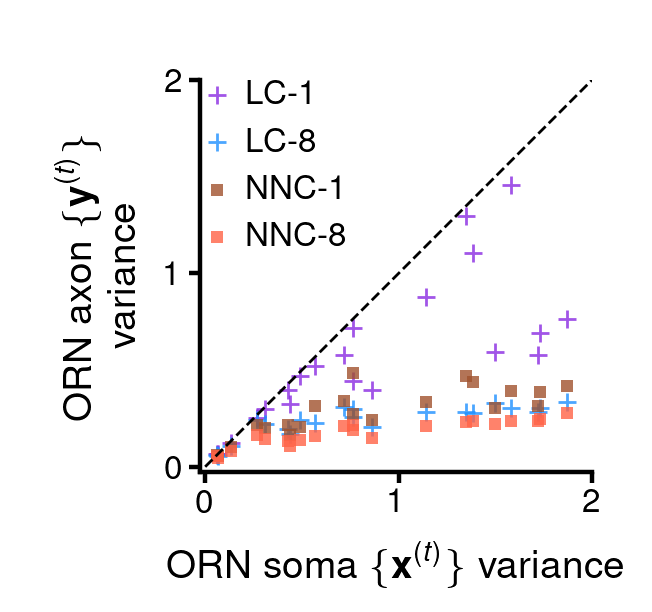 2
LC-1
LC-8
NNC-1
NNC-8
1
0
0 1 2
ORN axon {y^(t)}
variance
ORN soma {x^(t)} variance